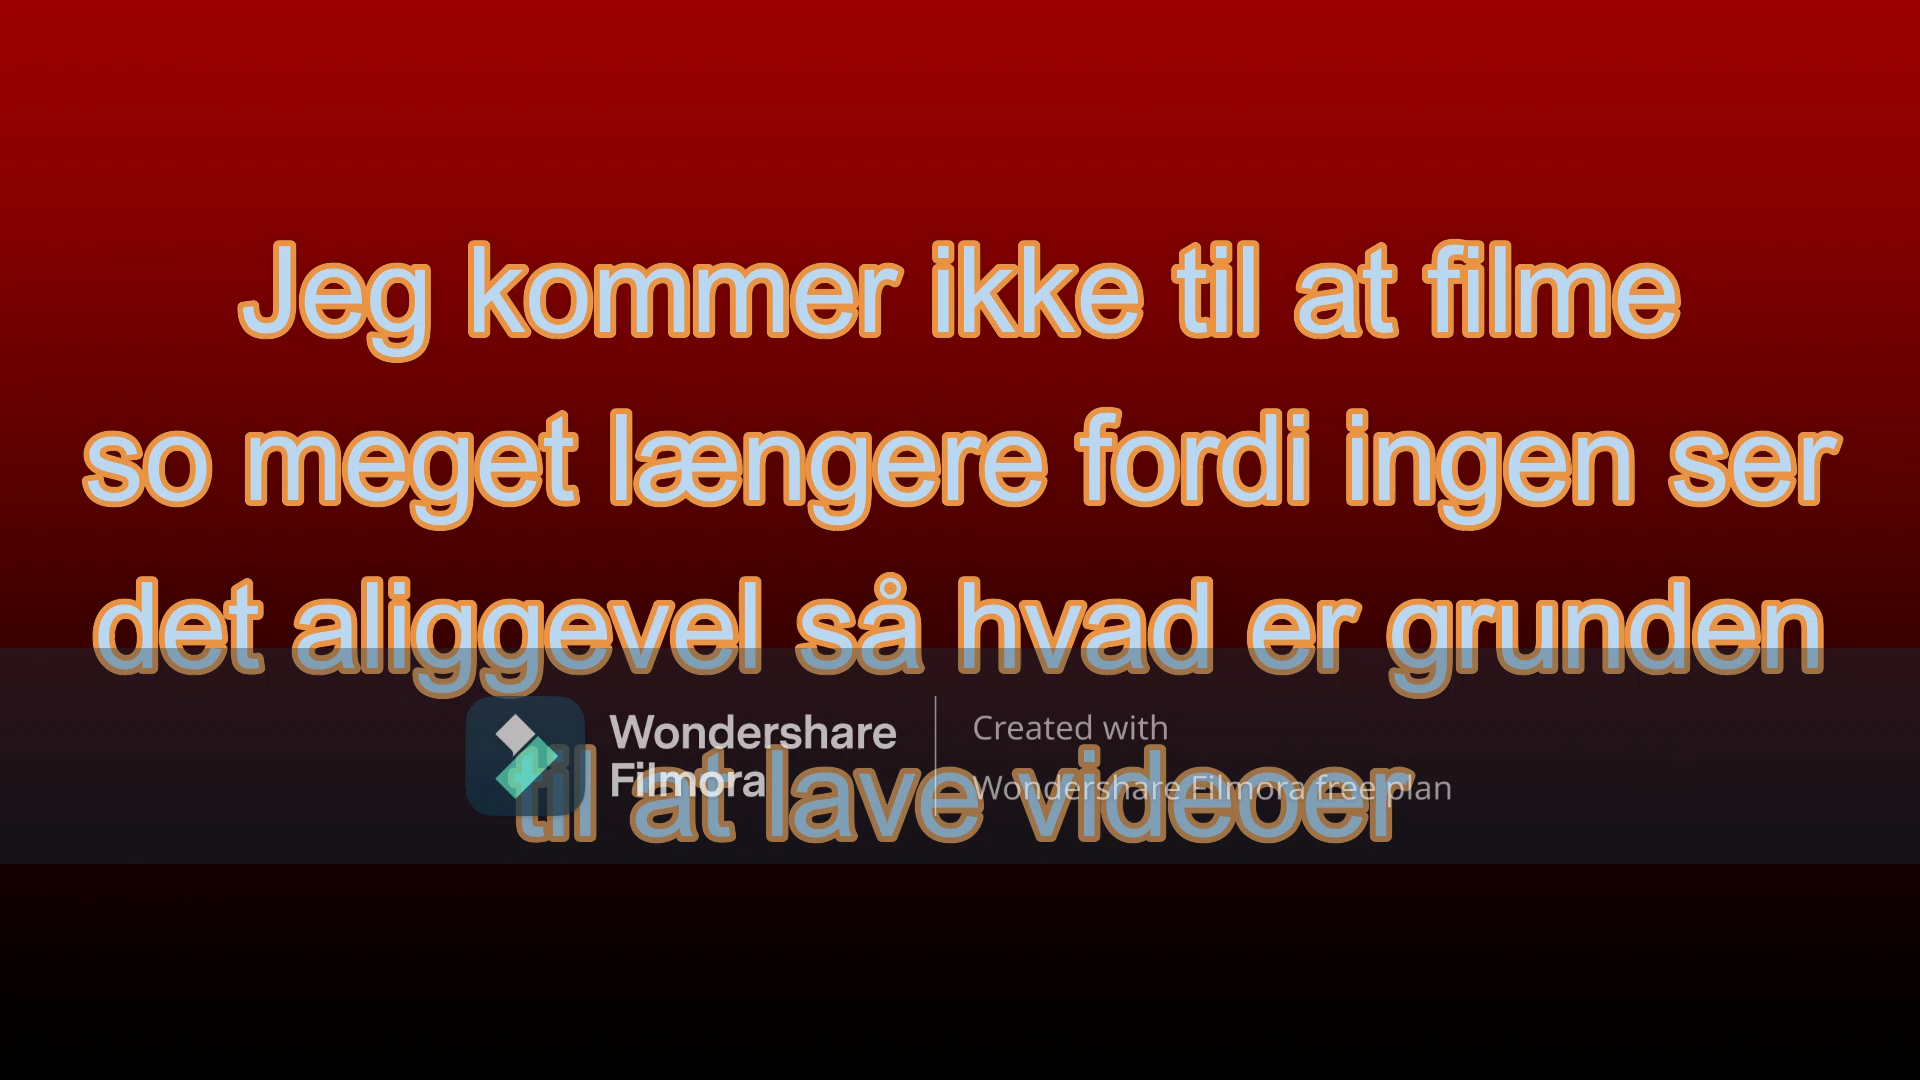 Jeg kommer ikke til at filme
so meget længere fordi ingen ser
det aliggevel så hvad er grunden
til at lave videoer
Wondershare
Filmora
Created with
Wondershare Filmora free plan